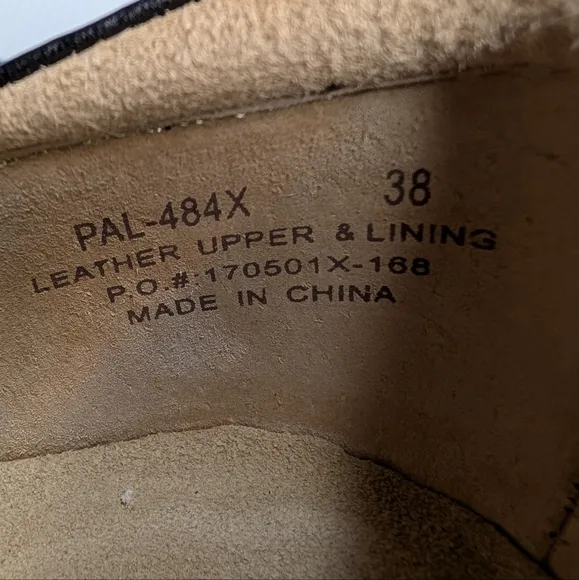 PAL-484X 38
LEATHER UPPER & LINING
P.O.#:170501X-168
MADE IN CHINA